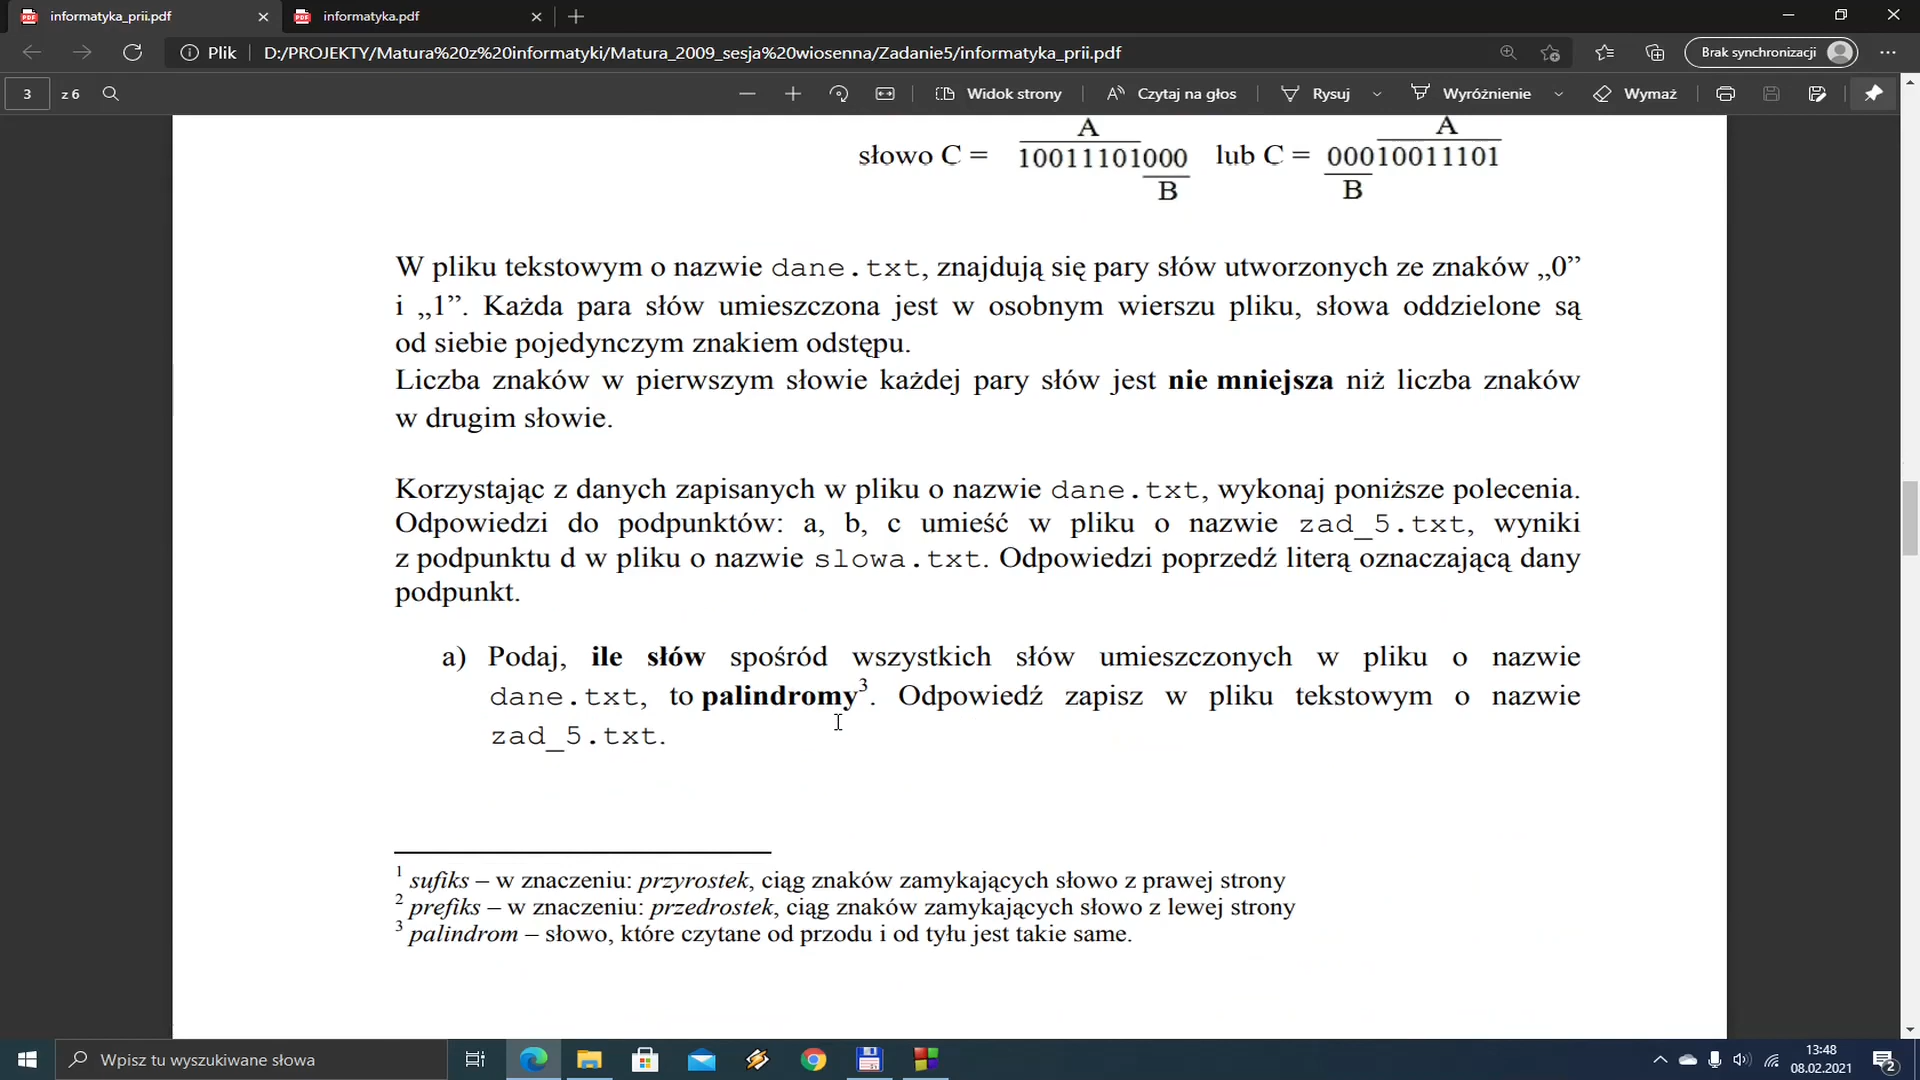 informatyka_prii.pdf
informatyka.pdf
Plik
D:/PROJEKTY/Matura%20z%20informatyki/Matura_2009_sesja%20wiosenna/Zadanie5/informatyka_prii.pdf
Brak synchronizacji
3
z 6
Widok strony
Czytaj na głos
Rysuj
Wyróżnienie
Wymaż
A A
słowo C = 10011101000 lub C = 00010011101
B B
W pliku tekstowym o nazwie dane.txt, znajdują się pary słów utworzonych ze znaków „0”
i „1”. Każda para słów umieszczona jest w osobnym wierszu pliku, słowa oddzielone są
od siebie pojedynczym znakiem odstępu.
Liczba znaków w pierwszym słowie każdej pary słów jest nie mniejsza niż liczba znaków
w drugim słowie.
Korzystając z danych zapisanych w pliku o nazwie dane.txt, wykonaj poniższe polecenia.
Odpowiedzi do podpunktów: a, b, c umieść w pliku o nazwie zad_5.txt, wyniki
z podpunktu d w pliku o nazwie slowa.txt. Odpowiedzi poprzedź literą oznaczającą dany
podpunkt.
a) Podaj, ile słów spośród wszystkich słów umieszczonych w pliku o nazwie
dane.txt, to palindromy3. Odpowiedź zapisz w pliku tekstowym o nazwie
zad_5.txt.
1 sufiks – w znaczeniu: przyrostek, ciąg znaków zamykających słowo z prawej strony
2 prefiks – w znaczeniu: przedrostek, ciąg znaków zamykających słowo z lewej strony
3 palindrom – słowo, które czytane od przodu i od tyłu jest takie same.
Wpisz tu wyszukiwane słowa
13:48
08.02.2021
2